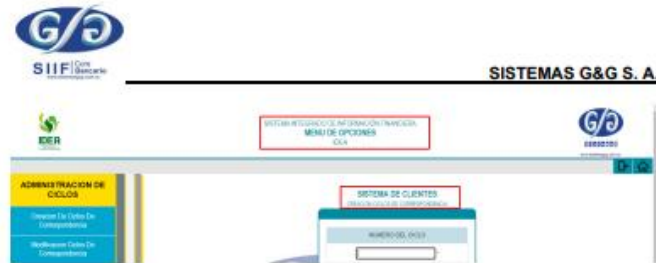 G/G
SIIF Core Bancario
SISTEMAS G&G S. A.
IDEA
SISTEMA INTEGRADO DE INFORMACIÓN FINANCIERA
MENU DE OPCIONES
IDEA
G/G
ADMINISTRACION DE
CICLOS
SISTEMA DE CLIENTES
CREACION CICLOS DE CORRESPONDENCIA
Creacion De Ciclos De
Correspondencia
NUMERO DEL CICLO
Modificacion Ciclos De
Correspondencia